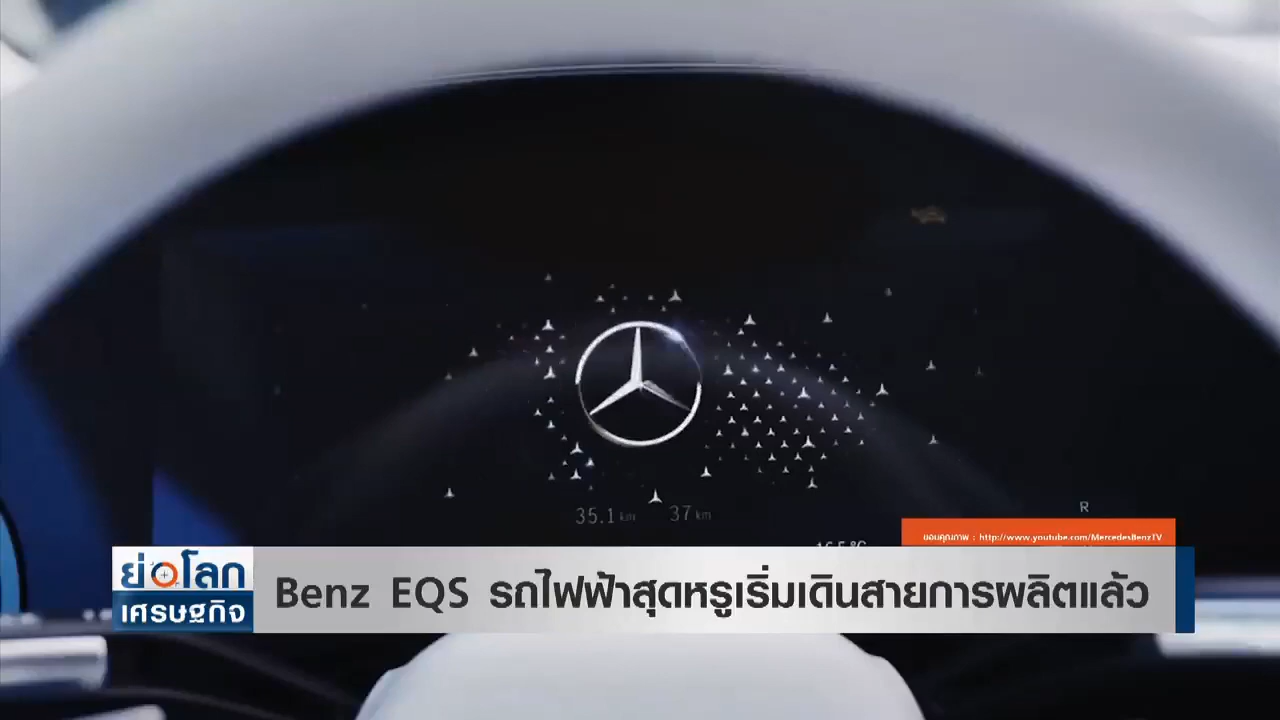 35.1 km 37 km
R
ขอบคุณภาพ : http://www.youtube.com/MercedesBenzTV
ย่อโลก
เศรษฐกิจ
Benz EQS รถไฟฟ้าสุดหรูเริ่มเดินสายการผลิตแล้ว